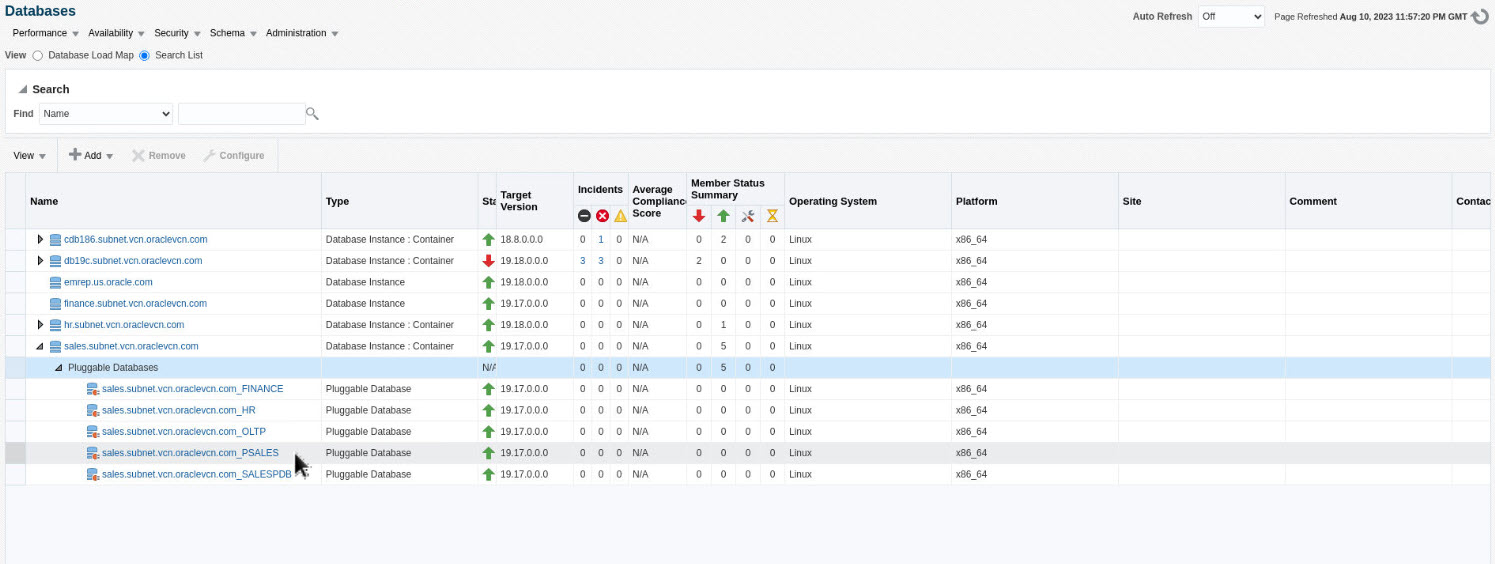 Databases
Auto Refresh Off Page Refreshed Aug 10, 2023 11:57:20 PM GMT
Performance Availability Security Schema Administration
View Database Load Map Search List
Search
Find Name
View Add Remove Configure
Name Type Sta Target Version Incidents Average Compliance Score Member Status Summary Operating System Platform Site Comment Contac
cdb186.subnet.vcn.oraclevcn.com Database Instance : Container 18.8.0.0.0 0 1 0 N/A 0 2 0 0 Linux x86_64
db19c.subnet.vcn.oraclevcn.com Database Instance : Container 19.18.0.0.0 3 3 0 N/A 2 0 0 0 Linux x86_64
emrep.us.oracle.com Database Instance 19.18.0.0.0 0 0 0 N/A 0 0 0 0 Linux x86_64
finance.subnet.vcn.oraclevcn.com Database Instance 19.17.0.0.0 0 0 0 N/A 0 0 0 0 Linux x86_64
hr.subnet.vcn.oraclevcn.com Database Instance : Container 19.18.0.0.0 0 0 0 N/A 0 1 0 0 Linux x86_64
sales.subnet.vcn.oraclevcn.com Database Instance : Container 19.17.0.0.0 0 0 0 N/A 0 5 0 0 Linux x86_64
Pluggable Databases N/A 0 0 0 N/A 0 5 0 0
sales.subnet.vcn.oraclevcn.com_FINANCE Pluggable Database 19.17.0.0.0 0 0 0 N/A 0 0 0 0 Linux x86_64
sales.subnet.vcn.oraclevcn.com_HR Pluggable Database 19.17.0.0.0 0 0 0 N/A 0 0 0 0 Linux x86_64
sales.subnet.vcn.oraclevcn.com_OLTP Pluggable Database 19.17.0.0.0 0 0 0 N/A 0 0 0 0 Linux x86_64
sales.subnet.vcn.oraclevcn.com_PSALES Pluggable Database 19.17.0.0.0 0 0 0 N/A 0 0 0 0 Linux x86_64
sales.subnet.vcn.oraclevcn.com_SALESPDB Pluggable Database 19.17.0.0.0 0 0 0 N/A 0 0 0 0 Linux x86_64